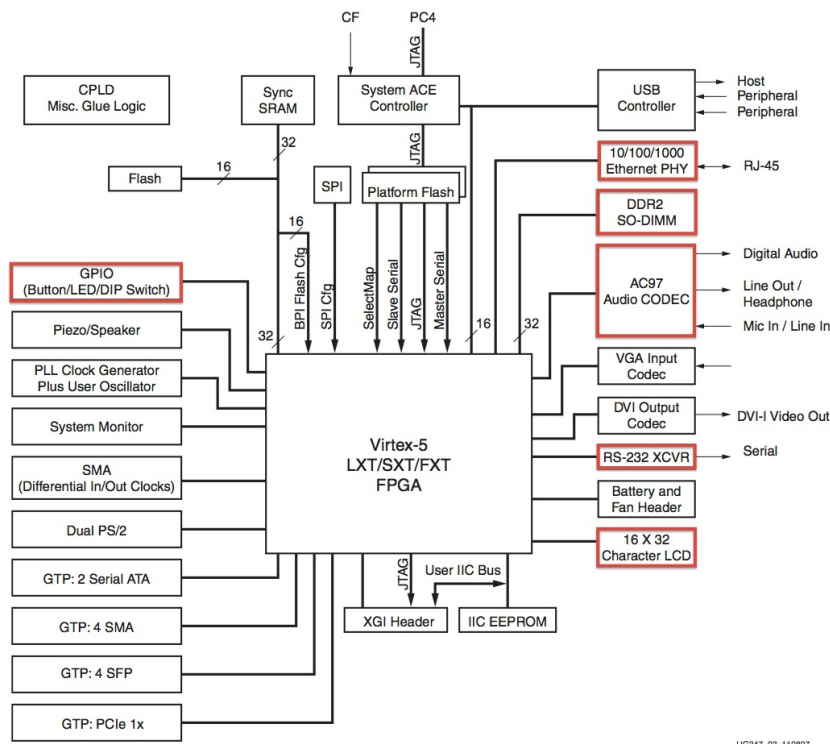 CF
PC4
JTAG
CPLD
Misc. Glue Logic
Sync
SRAM
System ACE
Controller
USB
Controller
Host
Peripheral
Peripheral
32
JTAG
16
Flash
SPI
Platform Flash
10/100/1000
Ethernet PHY
RJ-45
DDR2
SO-DIMM
16
BPI Flash Cfg
SPI Cfg
SelectMap
Slave Serial
JTAG
Master Serial
AC97
Audio CODEC
Digital Audio
Line Out /
Headphone
Mic In / Line In
GPIO
(Button/LED/DIP Switch)
32
16
32
Piezo/Speaker
VGA Input
Codec
PLL Clock Generator
Plus User Oscillator
DVI Output
Codec
DVI-I Video Out
System Monitor
Virtex-5
LXT/SXT/FXT
FPGA
RS-232 XCVR
Serial
SMA
(Differential In/Out Clocks)
Battery and
Fan Header
Dual PS/2
16 X 32
Character LCD
GTP: 2 Serial ATA
JTAG
User IIC Bus
GTP: 4 SMA
XGI Header
IIC EEPROM
GTP: 4 SFP
GTP: PCIe 1x